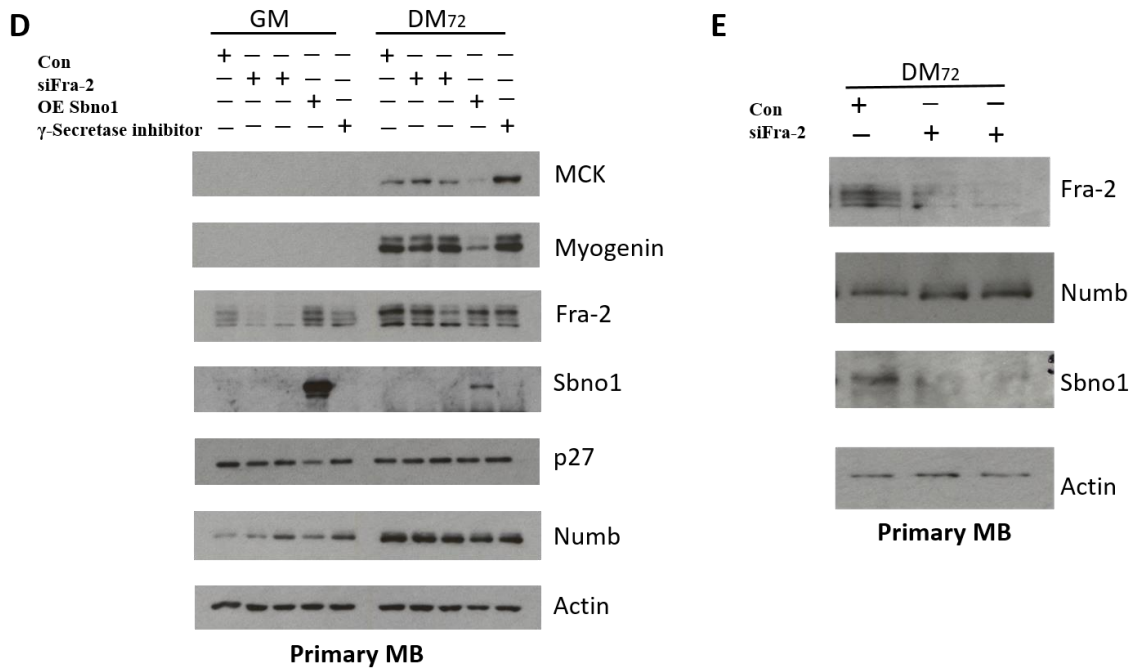 D
GM DM72
Con + − − − − + − − − −
siFra-2 − + + − − − + + − −
OE Sbno1 − − − + − − − − + −
γ-Secretase inhibitor − − − − + − − − − +
MCK
Myogenin
Fra-2
Sbno1
p27
Numb
Actin
Primary MB
E
DM72
Con + − −
siFra-2 − + +
Fra-2
Numb
Sbno1
Actin
Primary MB